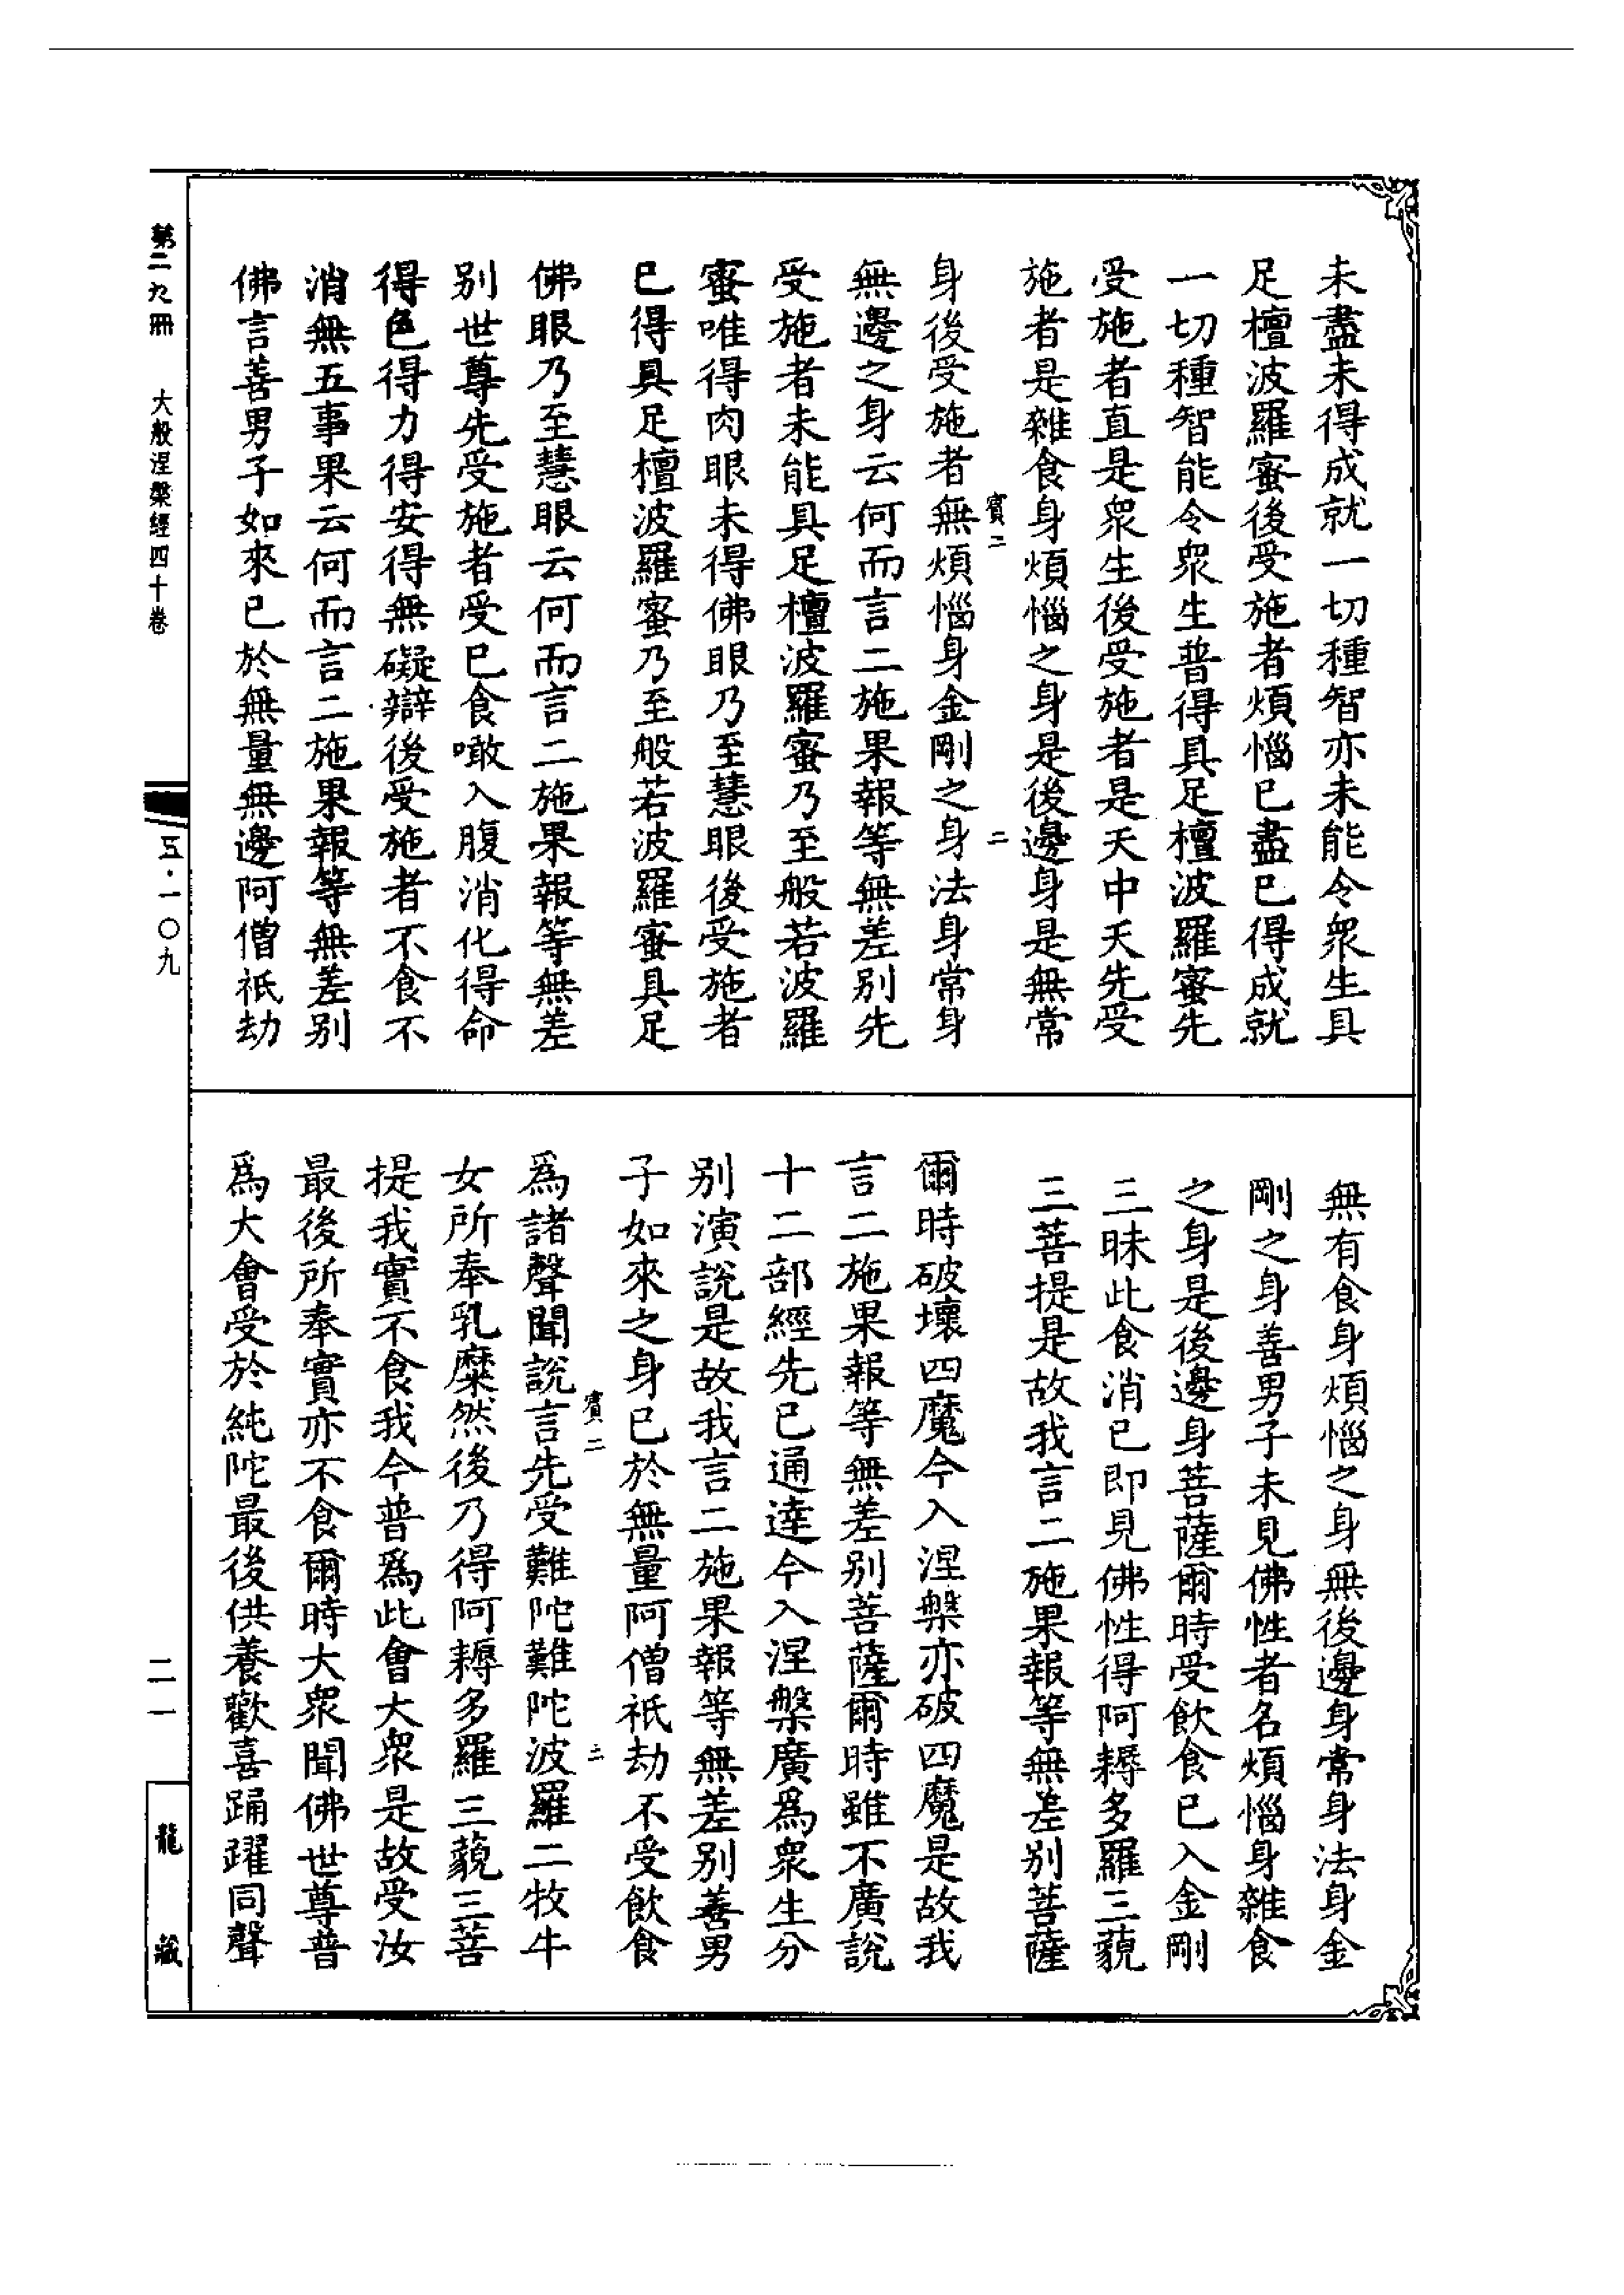 未盡未得成就一切種智亦未能令衆生具
足檀波羅蜜後受施者煩惱已盡已得成就
一切種智能令衆生普得具足檀波羅蜜先
受施者直是衆生後受施者是天中天先受
施者是雜食身煩惱之身是後邊身是無常
賓二
二
身後受施者無煩惱身金剛之身法身常身
無邊之身云何而言二施果報等無差别先
受施者未能具足檀波羅蜜乃至般若波羅
蜜唯得肉眼未得佛眼乃至慧眼後受施者
已得具足檀波羅蜜乃至般若波羅蜜具足
佛眼乃至慧眼云何而言二施果報等無差
别世尊先受施者受已食噉入腹消化得命
得色得力得安得無礙辯後受施者不食不
消無五事果云何而言二施果報等無差别
佛言善男子如來已於無量無邊阿僧祇劫
無有食身煩惱之身無後邊身常身法身金
剛之身善男子未見佛性者名煩惱身雜食
之身是後邊身菩薩爾時受飲食已入金剛
三昧此食消已即見佛性得阿耨多羅三藐
三菩提是故我言二施果報等無差别菩薩
爾時破壞四魔今入涅槃亦破四魔是故我
言二施果報等無差别菩薩爾時雖不廣說
十二部經先已通達今入涅槃廣爲衆生分
别演說是故我言二施果報等無差别善男
子如來之身已於無量阿僧祇劫不受飲食
賓二
二
爲諸聲聞說言先受難陀難陀波羅二牧牛
女所奉乳糜然後乃得阿耨多羅三藐三菩
提我實不食我今普爲此會大衆是故受汝
最後所奉實亦不食爾時大衆聞佛世尊普
爲大會受於純陀最後供養歡喜踊躍同聲
第二九冊 大般涅槃經四十卷
五·一〇九
二一
龍藏